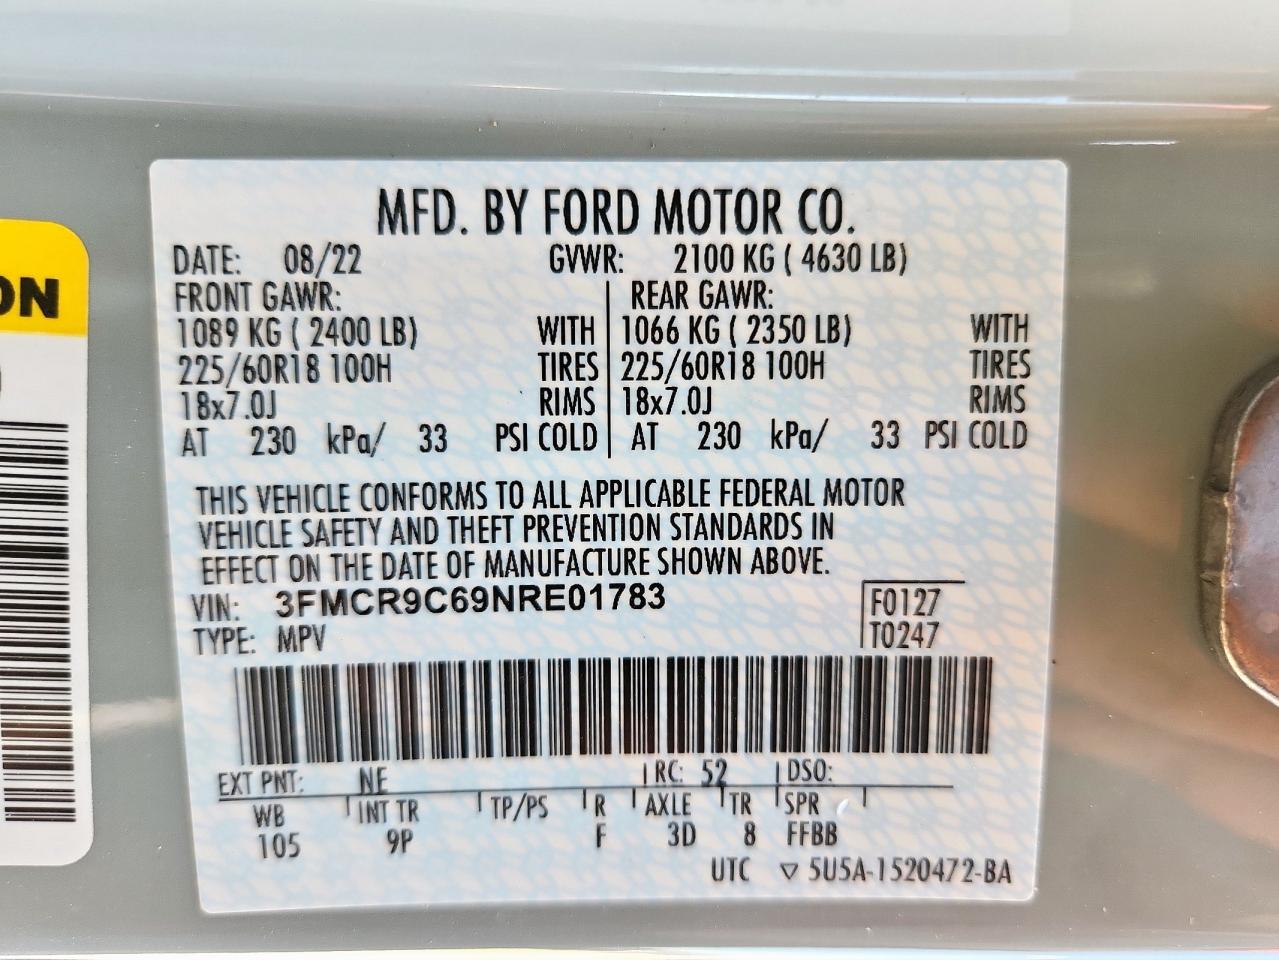 MFD. BY FORD MOTOR CO.
DATE: 08/22 GVWR: 2100 KG ( 4630 LB)
FRONT GAWR: REAR GAWR:
1089 KG ( 2400 LB) WITH 1066 KG ( 2350 LB) WITH
225/60R18 100H TIRES 225/60R18 100H TIRES
18x7.0J RIMS 18x7.0J RIMS
AT 230 kPa/ 33 PSI COLD AT 230 kPa/ 33 PSI COLD
THIS VEHICLE CONFORMS TO ALL APPLICABLE FEDERAL MOTOR
VEHICLE SAFETY AND THEFT PREVENTION STANDARDS IN
EFFECT ON THE DATE OF MANUFACTURE SHOWN ABOVE.
VIN: 3FMCR9C69NRE01783 F0127
TYPE: MPV T0247
EXT PNT: NE RC: 52 DSO:
WB INT TR TP/PS R AXLE TR SPR
105 9P F 3D 8 FFBB
UTC ▽ 5U5A-1520472-BA
ON